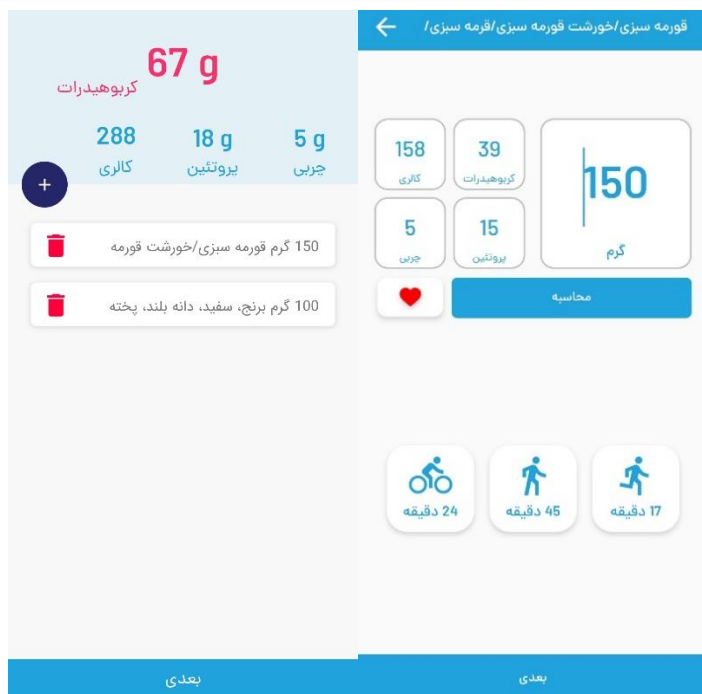 67 g
کربوهیدرات
5 g
18 g
288
چربی
پروتئین
کالری
+
150 گرم قورمه سبزی/خورشت قورمه
100 گرم برنج، سفید، دانه بلند، پخته
بعدی
قورمه سبزی/خورشت قورمه سبزی/قرمه سبزی/
150
گرم
39
کربوهیدرات
158
کالری
15
پروتئین
5
چربی
محاسبه
17 دقیقه
45 دقیقه
24 دقیقه
بعدی